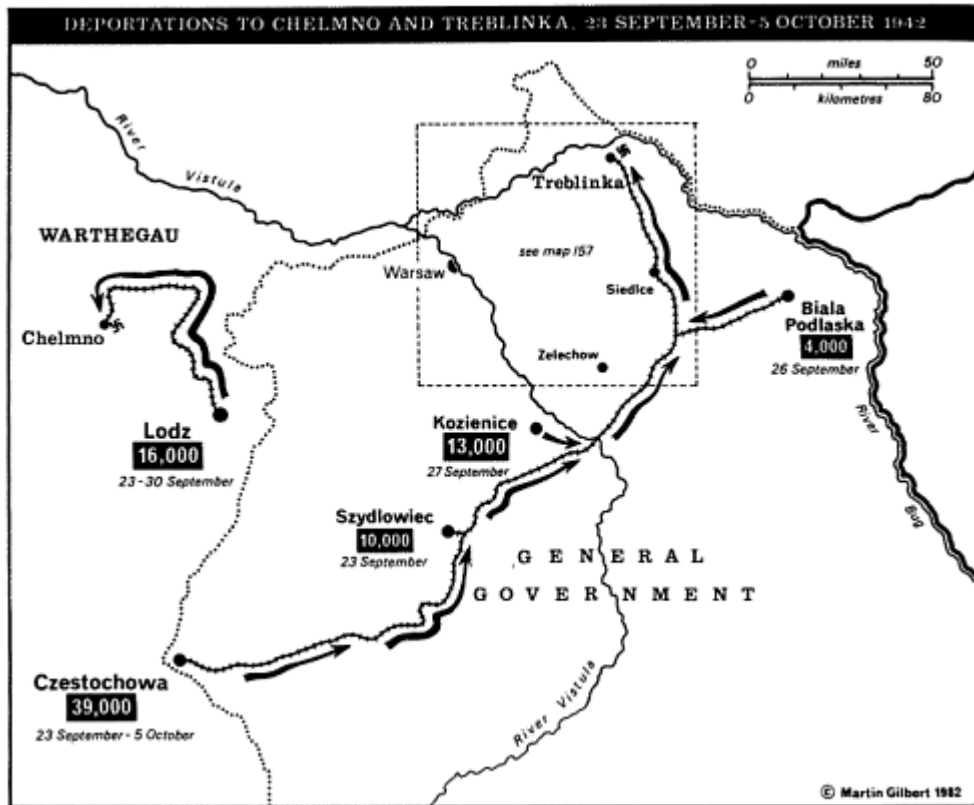 DEPORTATIONS TO CHELMNO AND TREBLINKA, 23 SEPTEMBER-5 OCTOBER 1942
0 miles 50
0 kilometres 80
River
Vistula
Treblinka
WARTHEGAU
see map 157
Warsaw
Siedlce
Chelmno
Biala
Podlaska
4,000
26 September
Zelechow
Lodz
16,000
23-30 September
Kozienice
13,000
27 September
River
Bug
Szydlowiec
10,000
23 September
GENERAL
GOVERNMENT
Czestochowa
39,000
23 September - 5 October
River Vistula
© Martin Gilbert 1982